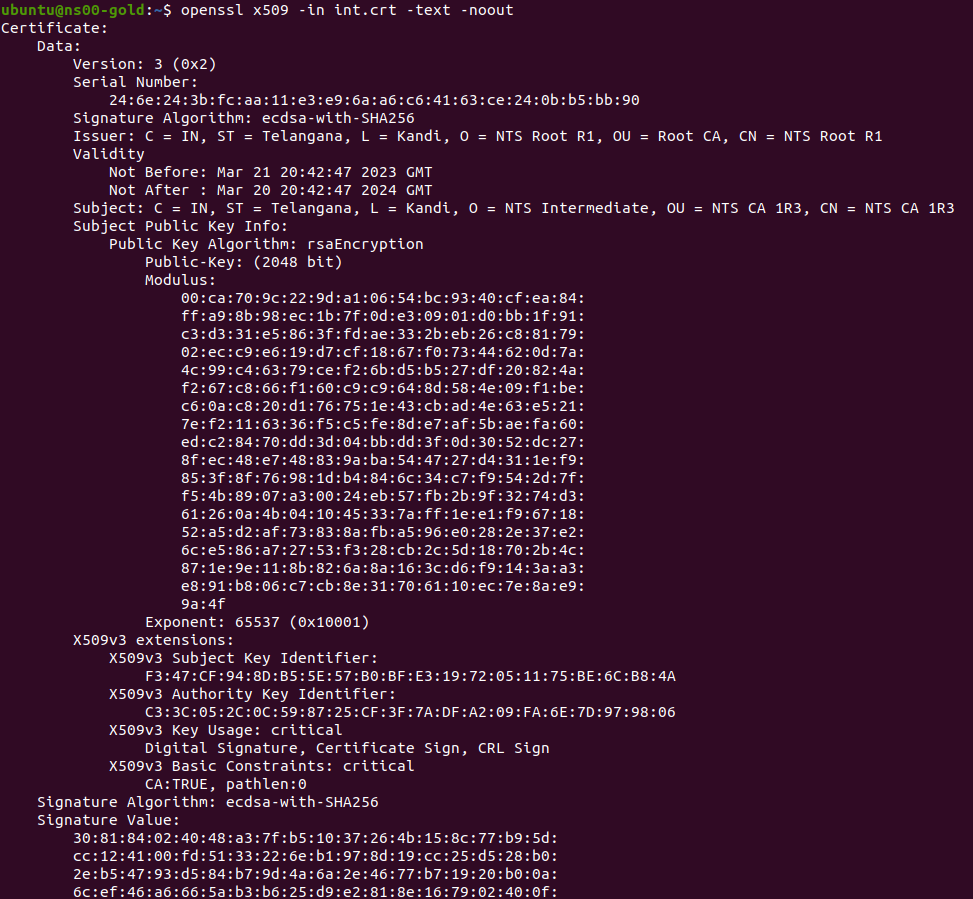 ubuntu@ns00-gold:~$ openssl x509 -in int.crt -text -noout
Certificate:
    Data:
        Version: 3 (0x2)
        Serial Number:
            24:6e:24:3b:fc:aa:11:e3:e9:6a:a6:c6:41:63:ce:24:0b:b5:bb:90
        Signature Algorithm: ecdsa-with-SHA256
        Issuer: C = IN, ST = Telangana, L = Kandi, O = NTS Root R1, OU = Root CA, CN = NTS Root R1
        Validity
            Not Before: Mar 21 20:42:47 2023 GMT
            Not After : Mar 20 20:42:47 2024 GMT
        Subject: C = IN, ST = Telangana, L = Kandi, O = NTS Intermediate, OU = NTS CA 1R3, CN = NTS CA 1R3
        Subject Public Key Info:
            Public Key Algorithm: rsaEncryption
                Public-Key: (2048 bit)
                Modulus:
                    00:ca:70:9c:22:9d:a1:06:54:bc:93:40:cf:ea:84:
                    ff:a9:8b:98:ec:1b:7f:0d:e3:09:01:d0:bb:1f:91:
                    c3:d3:31:e5:86:3f:fd:ae:33:2b:eb:26:c8:81:79:
                    02:ec:c9:e6:19:d7:cf:18:67:f0:73:44:62:0d:7a:
                    4c:99:c4:63:79:ce:f2:6b:d5:b5:27:df:20:82:4a:
                    f2:67:c8:66:f1:60:c9:c9:64:8d:58:4e:09:f1:be:
                    c6:0a:c8:20:d1:76:75:1e:43:cb:ad:4e:63:e5:21:
                    7e:f2:11:63:36:f5:c5:fe:8d:e7:af:5b:ae:fa:60:
                    ed:c2:84:70:dd:3d:04:bb:dd:3f:0d:30:52:dc:27:
                    8f:ec:48:e7:48:83:9a:ba:54:47:27:d4:31:1e:f9:
                    85:3f:8f:76:98:1d:b4:84:6c:34:c7:f9:54:2d:7f:
                    f5:4b:89:07:a3:00:24:eb:57:fb:2b:9f:32:74:d3:
                    61:26:0a:4b:04:10:45:33:7a:ff:1e:e1:f9:67:18:
                    52:a5:d2:af:73:83:8a:fb:a5:96:e0:28:2e:37:e2:
                    6c:e5:86:a7:27:53:f3:28:cb:2c:5d:18:70:2b:4c:
                    87:1e:9e:11:8b:82:6a:8a:16:3c:d6:f9:14:3a:a3:
                    e8:91:b8:06:c7:cb:8e:31:70:61:10:ec:7e:8a:e9:
                    9a:4f
                Exponent: 65537 (0x10001)
        X509v3 extensions:
            X509v3 Subject Key Identifier:
                F3:47:CF:94:8D:B5:5E:57:B0:BF:E3:19:72:05:11:75:BE:6C:B8:4A
            X509v3 Authority Key Identifier:
                C3:3C:05:2C:0C:59:87:25:CF:3F:7A:DF:A2:09:FA:6E:7D:97:98:06
            X509v3 Key Usage: critical
                Digital Signature, Certificate Sign, CRL Sign
            X509v3 Basic Constraints: critical
                CA:TRUE, pathlen:0
    Signature Algorithm: ecdsa-with-SHA256
    Signature Value:
        30:81:84:02:40:48:a3:7f:b5:10:37:26:4b:15:8c:77:b9:5d:
        cc:12:41:00:fd:51:33:22:6e:b1:97:8d:19:cc:25:d5:28:b0:
        2e:b5:47:93:d5:84:b7:9d:4a:6a:2e:46:77:b7:19:20:b0:0a:
        6c:ef:46:a6:66:5a:b3:b6:25:d9:e2:81:8e:16:79:02:40:0f: